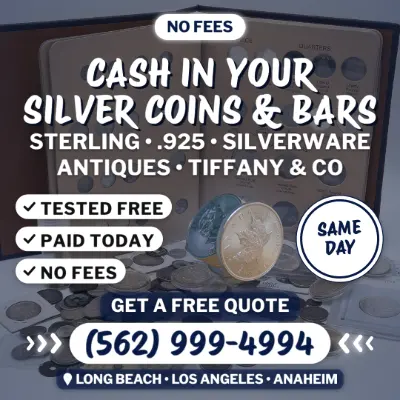 NO FEES
CASH IN YOUR
SILVER COINS & BARS
STERLING • .925 • SILVERWARE
ANTIQUES • TIFFANY & CO
✓ TESTED FREE
✓ PAID TODAY
✓ NO FEES
SAME
DAY
GET A FREE QUOTE
(562) 999-4994
LONG BEACH • LOS ANGELES • ANAHEIM